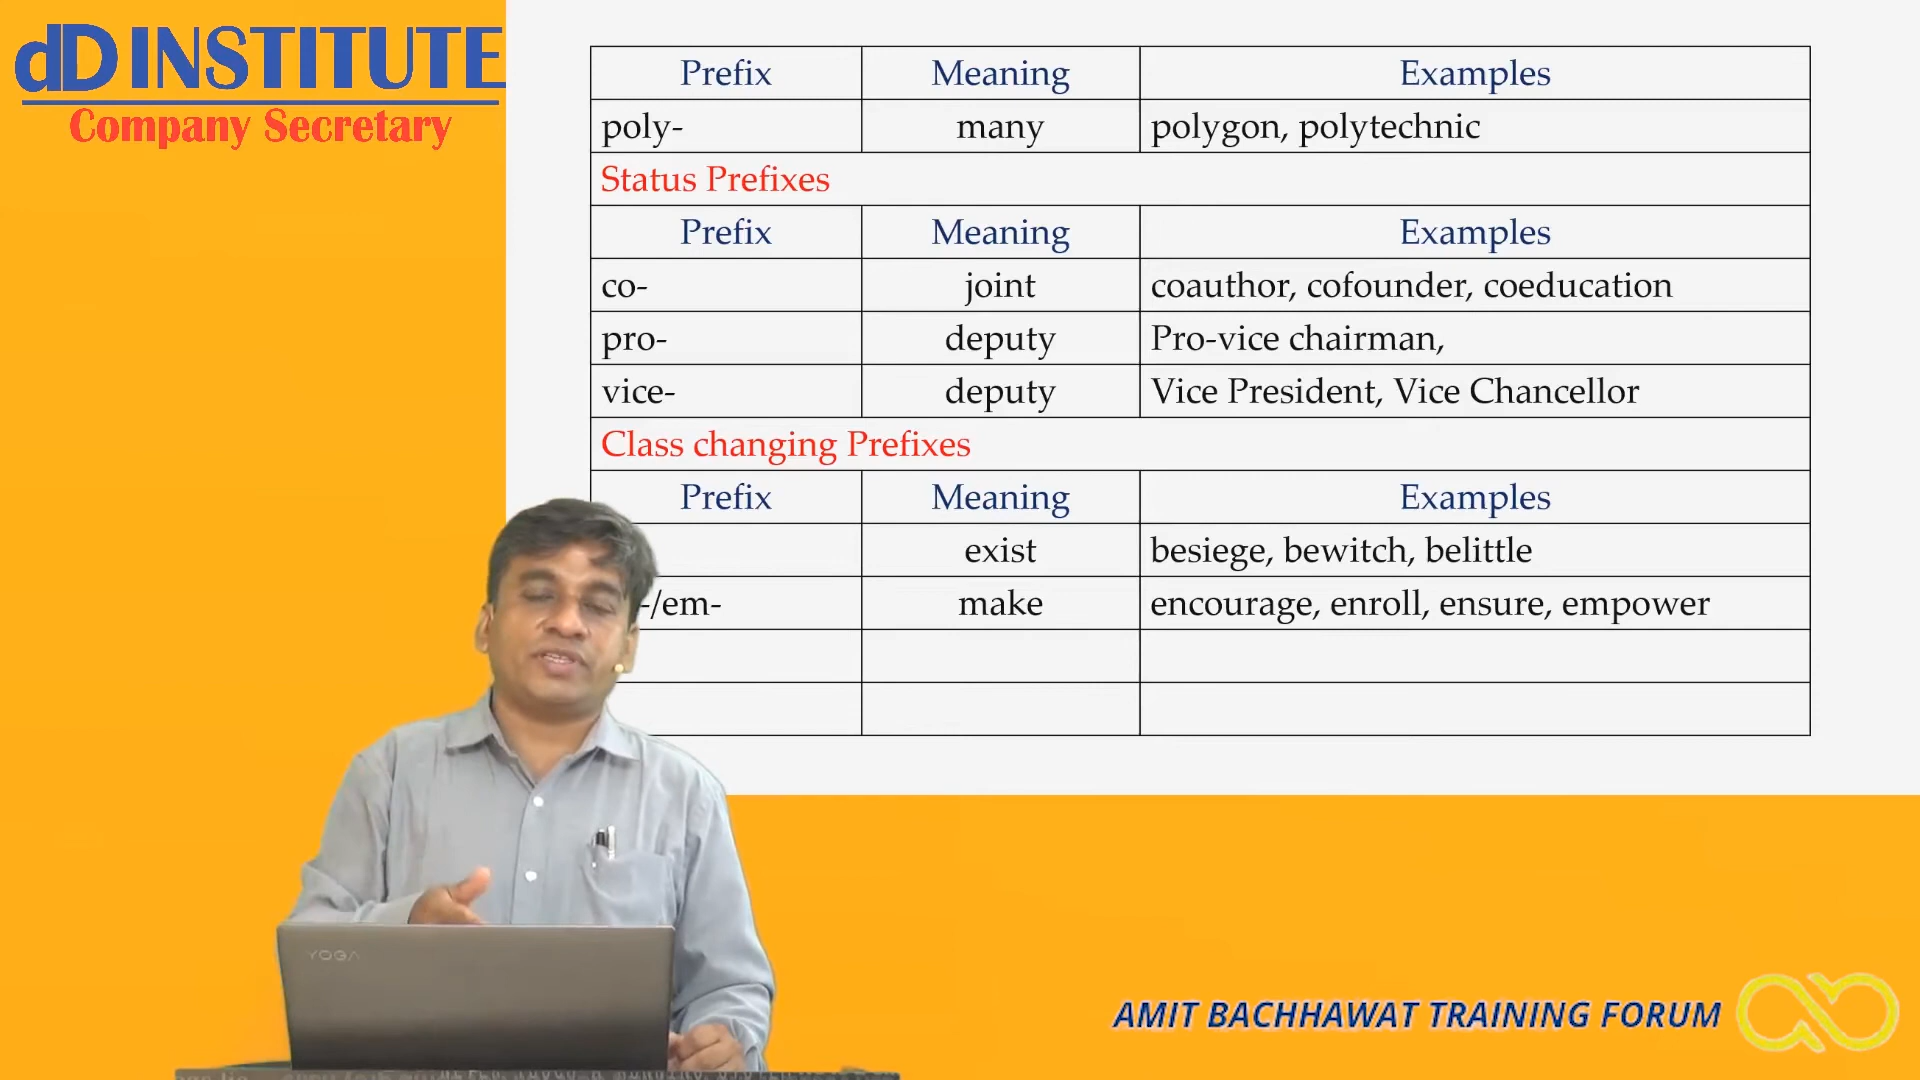 dD INSTITUTE
Company Secretary
Prefix Meaning Examples
poly- many polygon, polytechnic
Status Prefixes
Prefix Meaning Examples
co- joint coauthor, cofounder, coeducation
pro- deputy Pro-vice chairman,
vice- deputy Vice President, Vice Chancellor
Class changing Prefixes
Prefix Meaning Examples
exist besiege, bewitch, belittle
-/em- make encourage, enroll, ensure, empower
YOGA
AMIT BACHHAWAT TRAINING FORUM